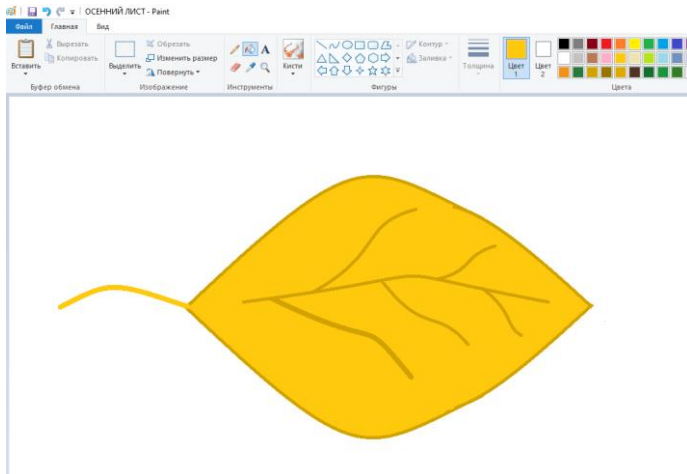 ОСЕННИЙ ЛИСТ - Paint
Файл Главная Вид
Вставить
Вырезать
Копировать
Буфер обмена
Выделить
Обрезать
Изменить размер
Повернуть
Изображение
A
Инструменты
Кисти
Контур
Заливка
Фигуры
Толщина
Цвет 1
Цвет 2
Цвета